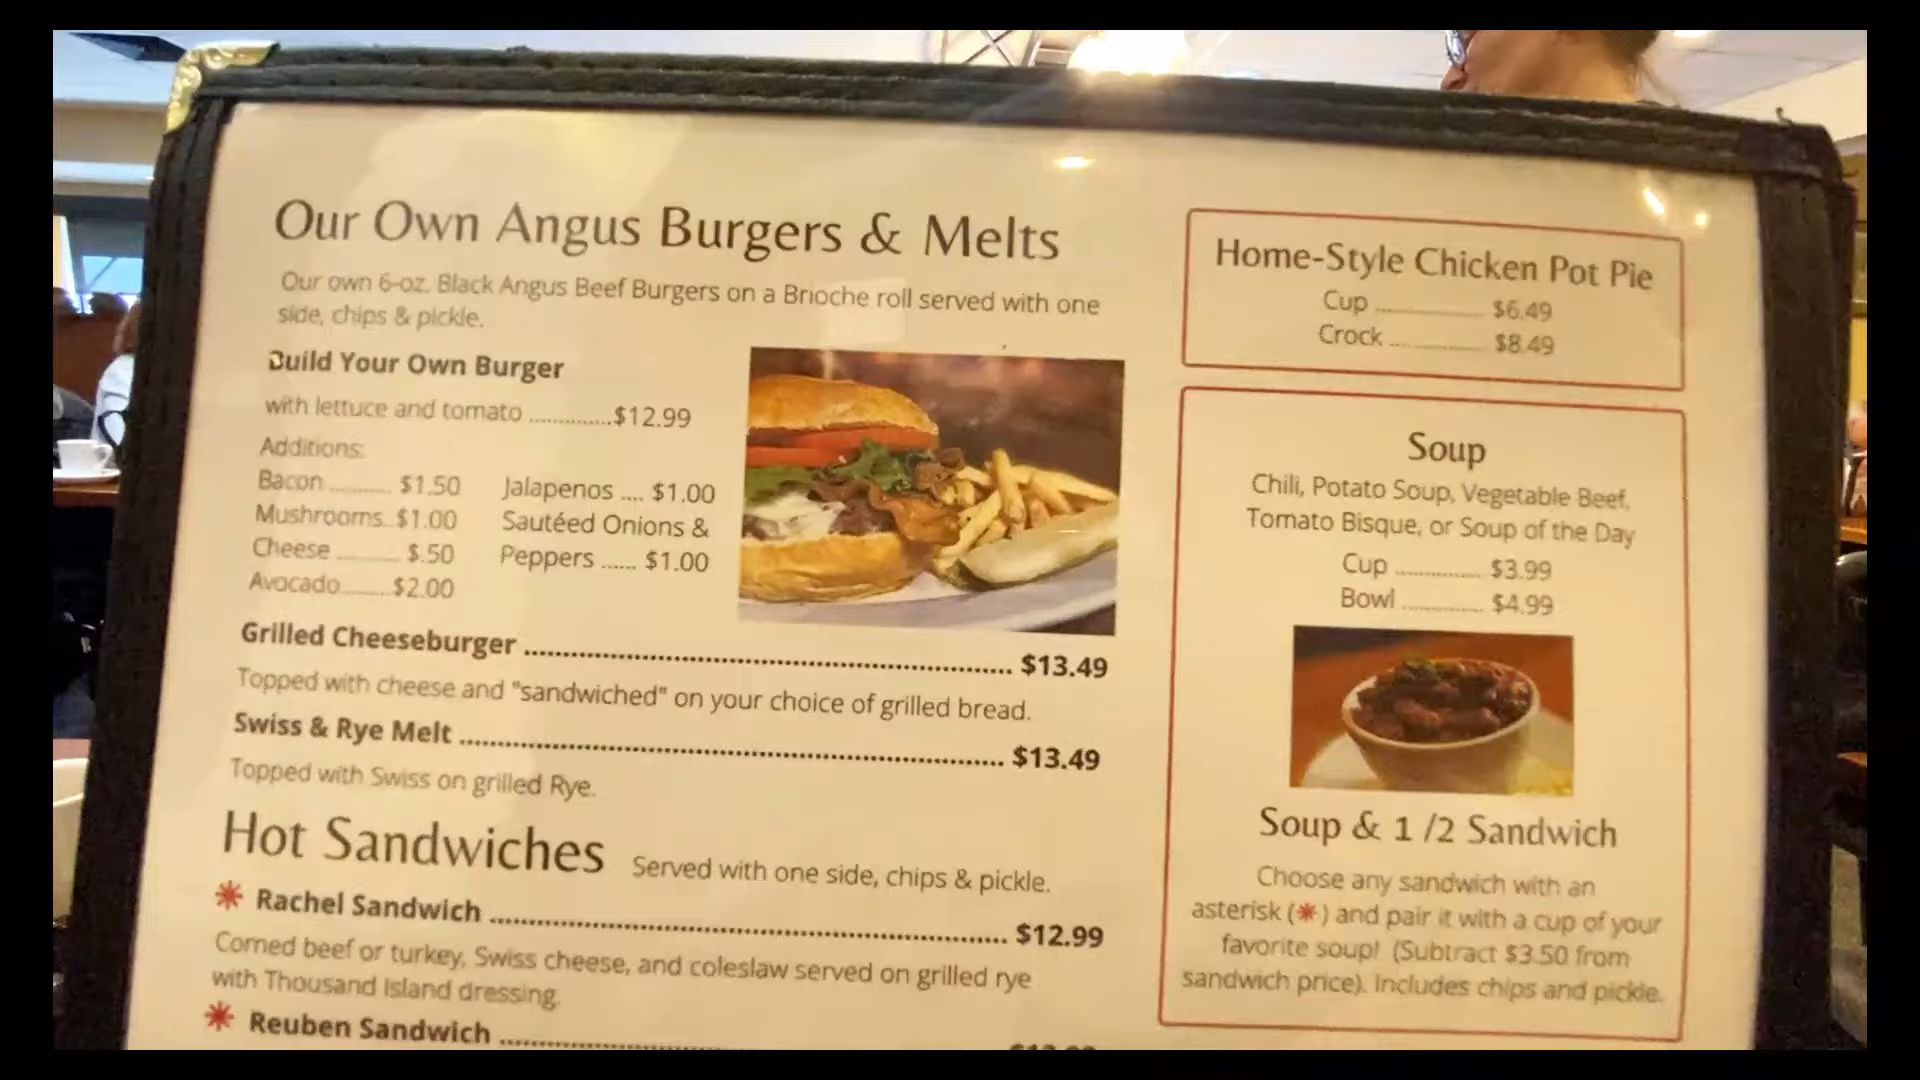 Our Own Angus Burgers & Melts
Our own 6-oz. Black Angus Beef Burgers on a Brioche roll served with one
side, chips & pickle.
Build Your Own Burger
with lettuce and tomato .............$12.99
Additions:
Bacon ........... $1.50
Mushrooms..$1.00
Cheese ........... $.50
Avocado.........$2.00
Jalapenos .... $1.00
Sautéed Onions &
Peppers ...... $1.00
Grilled Cheeseburger ................................................................ $13.49
Topped with cheese and "sandwiched" on your choice of grilled bread.
Swiss & Rye Melt ....................................................................... $13.49
Topped with Swiss on grilled Rye.
Hot Sandwiches Served with one side, chips & pickle.
* Rachel Sandwich .................................................................... $12.99
Corned beef or turkey, Swiss cheese, and coleslaw served on grilled rye
with Thousand Island dressing.
* Reuben Sandwich ....................................
Home-Style Chicken Pot Pie
Cup .................... $6.49
Crock .................. $8.49
Soup
Chili, Potato Soup, Vegetable Beef,
Tomato Bisque, or Soup of the Day
Cup ................ $3.99
Bowl ............... $4.99
Soup & 1 /2 Sandwich
Choose any sandwich with an
asterisk (*) and pair it with a cup of your
favorite soup! (Subtract $3.50 from
sandwich price). Includes chips and pickle.